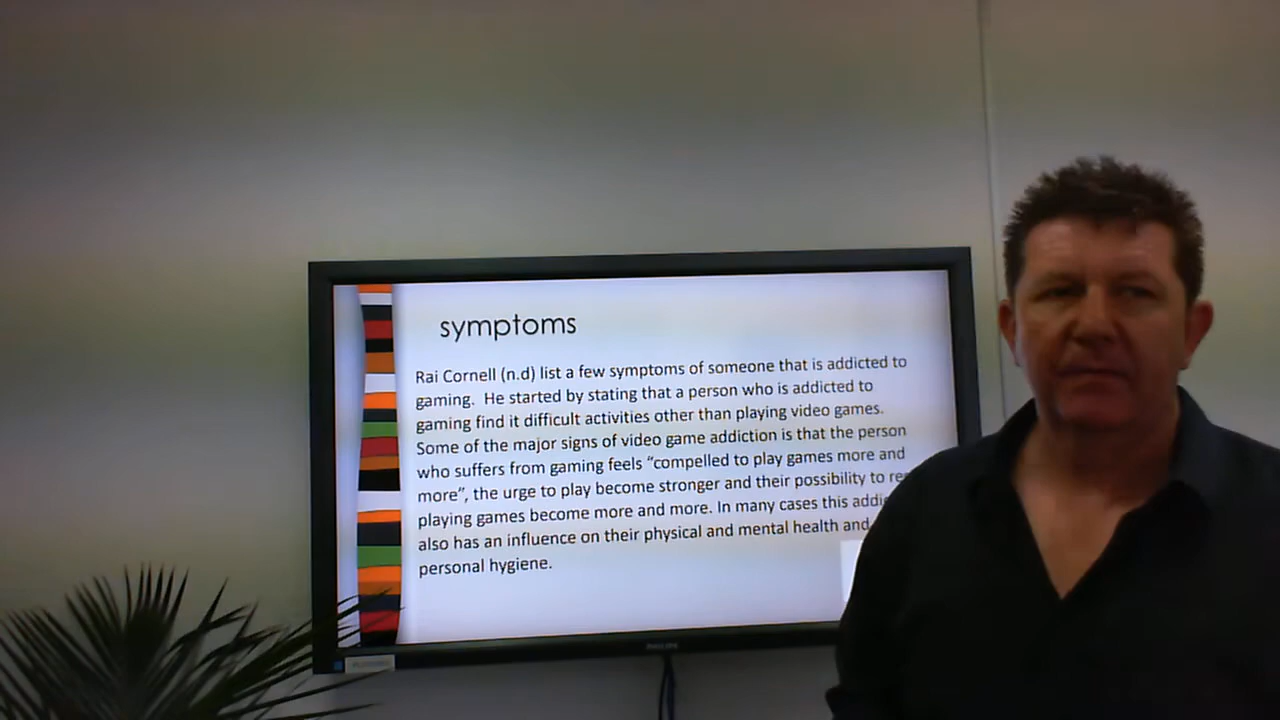 symptoms
Rai Cornell (n.d) list a few symptoms of someone that is addicted to
gaming. He started by stating that a person who is addicted to
gaming find it difficult activities other than playing video games.
Some of the major signs of video game addiction is that the person
who suffers from gaming feels “compelled to play games more and
more”, the urge to play become stronger and their possibility to
playing games become more and more. In many cases this
also has an influence on their physical and mental health and
personal hygiene.
PHILIPS